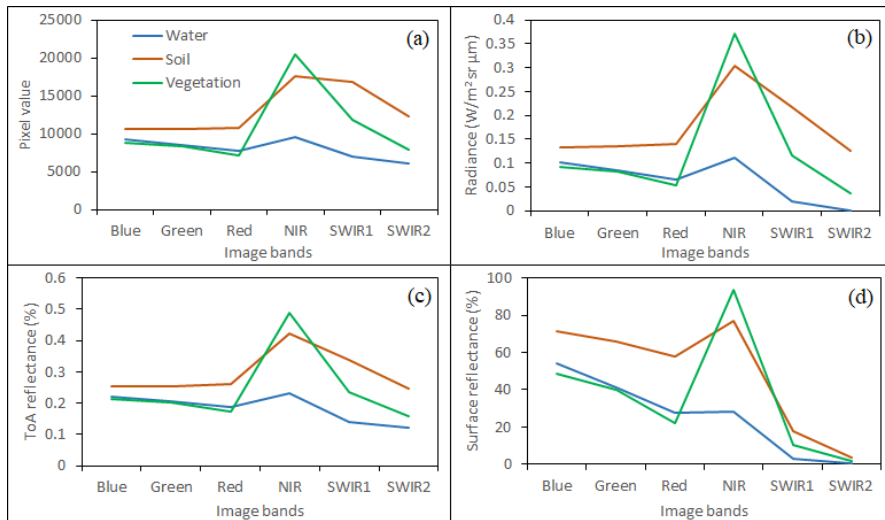 (a)
Water
Soil
Vegetation
Pixel value
25000
20000
15000
10000
5000
0
Blue Green Red NIR SWIR1 SWIR2
Image bands
(b)
Radiance (W/m² sr µm)
0.4
0.35
0.3
0.25
0.2
0.15
0.1
0.05
0
Blue Green Red NIR SWIR1 SWIR2
Image bands
(c)
ToA reflectance (%)
0.6
0.5
0.4
0.3
0.2
0.1
0
Blue Green Red NIR SWIR1 SWIR2
Image bands
(d)
Surface reflectance (%)
100
80
60
40
20
0
Blue Green Red NIR SWIR1 SWIR2
Image bands